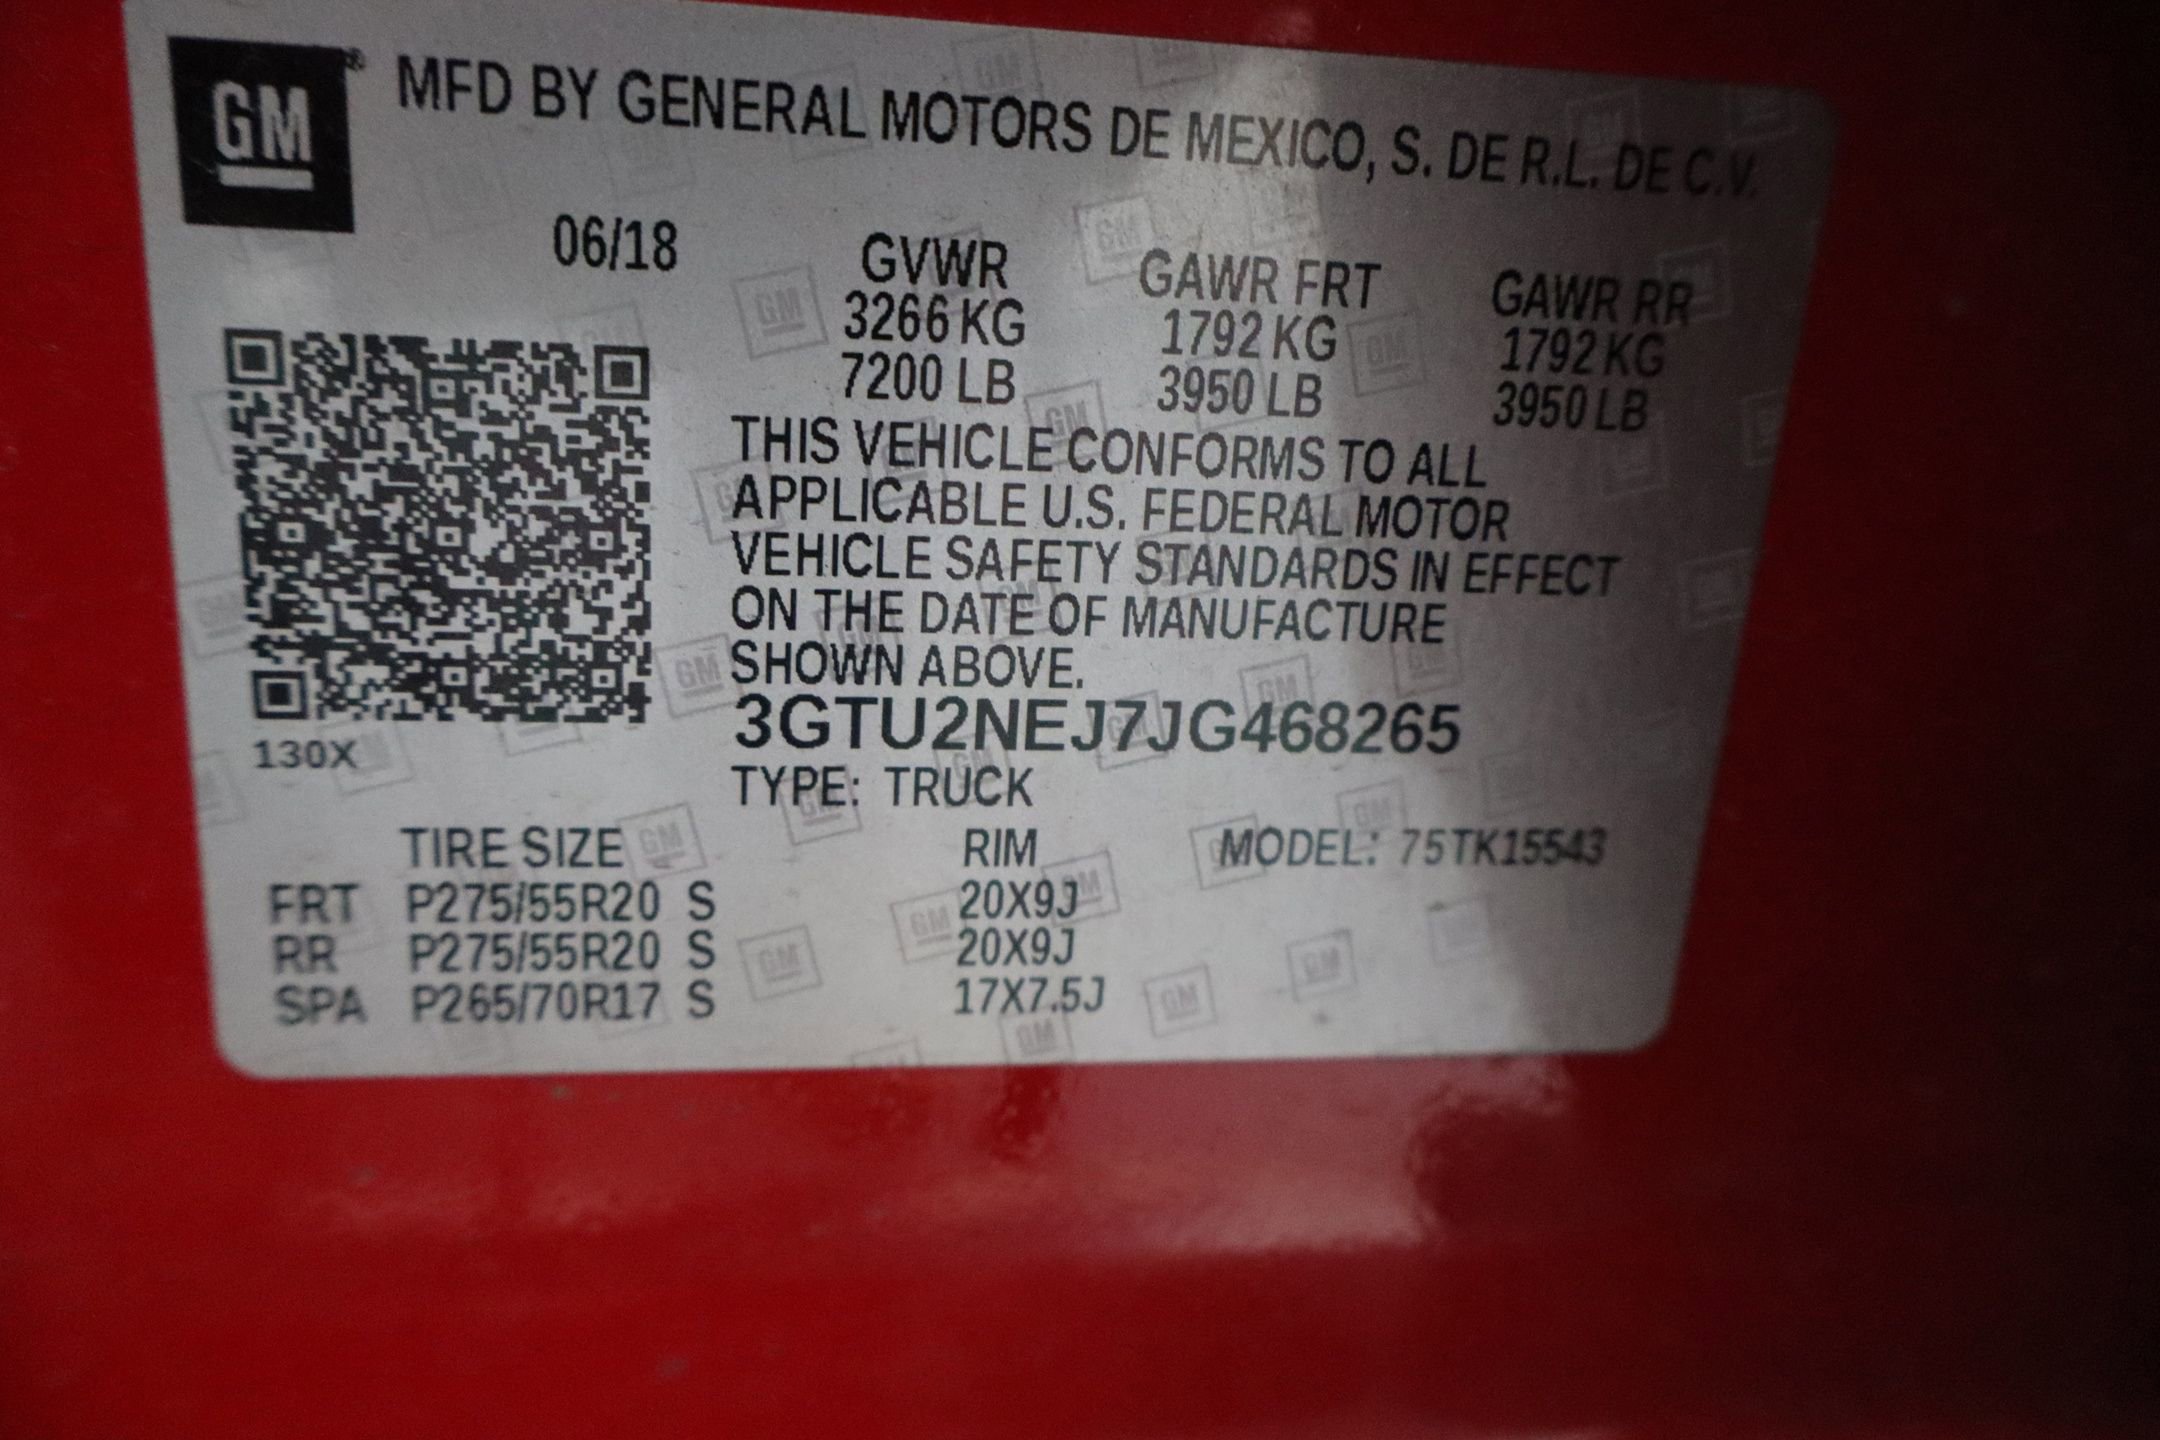 GM® MFD BY GENERAL MOTORS DE MEXICO, S. DE R.L. DE C.V.
06/18
GVWR GAWR FRT GAWR RR
3266 KG 1792 KG 1792 KG
7200 LB 3950 LB 3950 LB
THIS VEHICLE CONFORMS TO ALL
APPLICABLE U.S. FEDERAL MOTOR
VEHICLE SAFETY STANDARDS IN EFFECT
ON THE DATE OF MANUFACTURE
SHOWN ABOVE.
3GTU2NEJ7JG468265
130X
TYPE: TRUCK
TIRE SIZE RIM MODEL: 75TK15543
FRT P275/55R20 S 20X9J
RR P275/55R20 S 20X9J
SPA P265/70R17 S 17X7.5J